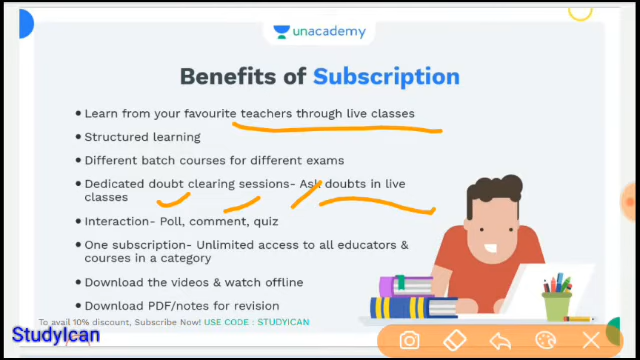 unacademy
Benefits of Subscription
• Learn from your favourite teachers through live classes
• Structured learning
• Different batch courses for different exams
• Dedicated doubt clearing sessions- Ask doubts in live
classes
• Interaction- Poll, comment, quiz
• One subscription- Unlimited access to all educators &
courses in a category
• Download the videos & watch offline
• Download PDF/notes for revision
To avail 10% discount, Subscribe Now! USE CODE : STUDYICAN
StudyIcan